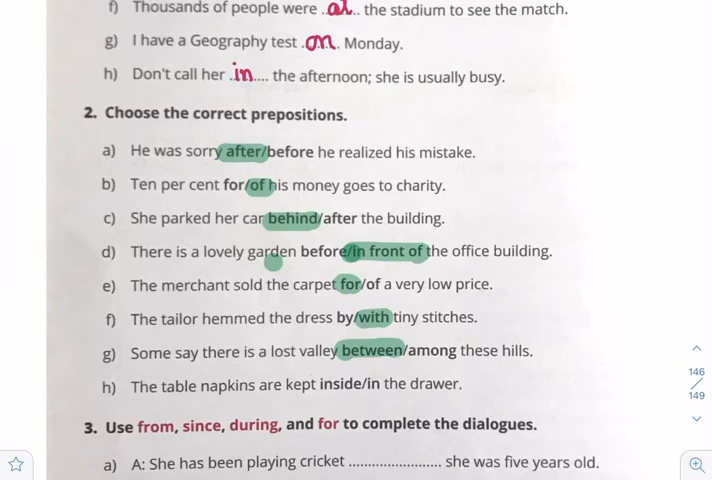 f) Thousands of people were ..at.. the stadium to see the match.
g) I have a Geography test .on. Monday.
h) Don't call her .in.... the afternoon; she is usually busy.
2. Choose the correct prepositions.
a) He was sorry after/before he realized his mistake.
b) Ten per cent for/of his money goes to charity.
c) She parked her car behind/after the building.
d) There is a lovely garden before/in front of the office building.
e) The merchant sold the carpet for/of a very low price.
f) The tailor hemmed the dress by/with tiny stitches.
g) Some say there is a lost valley between/among these hills.
h) The table napkins are kept inside/in the drawer.
3. Use from, since, during, and for to complete the dialogues.
a) A: She has been playing cricket ....................... she was five years old.
146
149